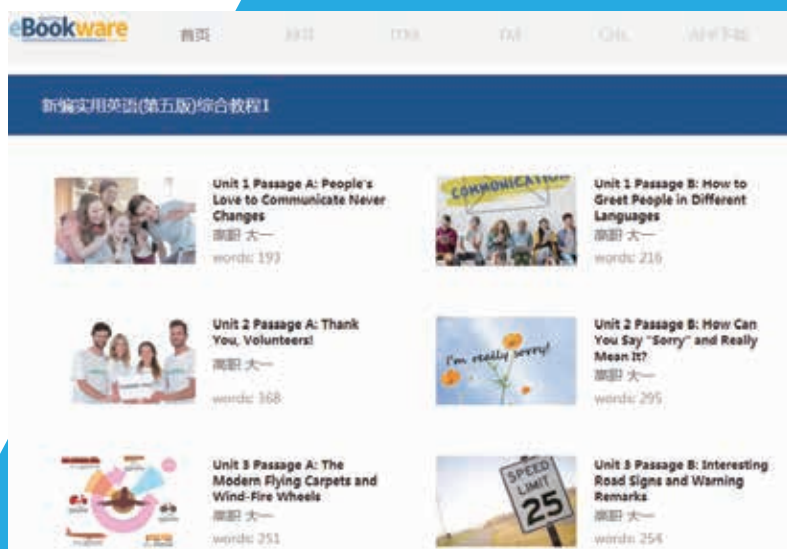 eBookware
首页
新编实用英语(第五版)综合教程1
Unit 1 Passage A: People's
Love to Communicate Never
Changes
高职 大一
words: 193
COMMUNICATION
Unit 1 Passage B: How to
Greet People in Different
Languages
高职 大一
words: 216
Unit 2 Passage A: Thank
You, Volunteers!
高职 大一
words: 168
I'm really sorry!
Unit 2 Passage B: How Can
You Say "Sorry" and Really
Mean It?
高职 大一
words: 295
Unit 3 Passage A: The
Modern Flying Carpets and
Wind-Fire Wheels
高职 大一
words: 251
SPEED
LIMIT
25
Unit 3 Passage B: Interesting
Road Signs and Warning
Remarks
高职 大一
words: 254